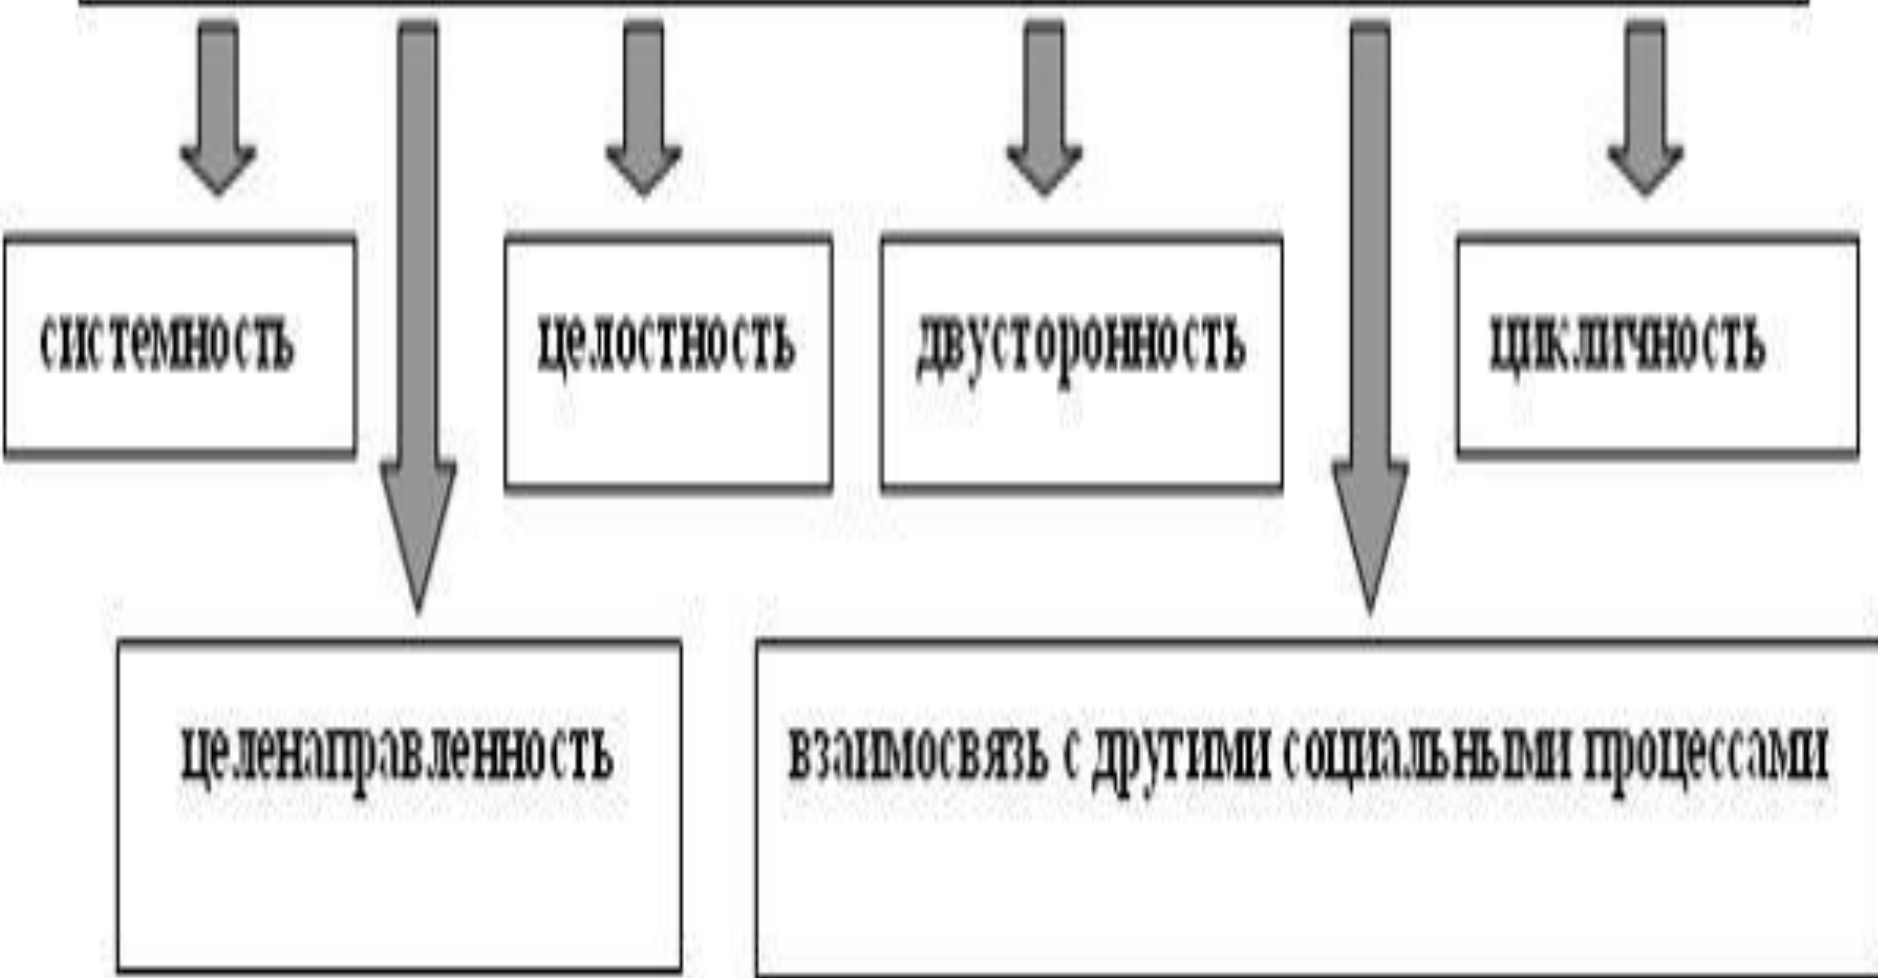 системность
целостность
двусторонность
цикличность
целенаправленность
взаимосвязь с другими социальными процессами